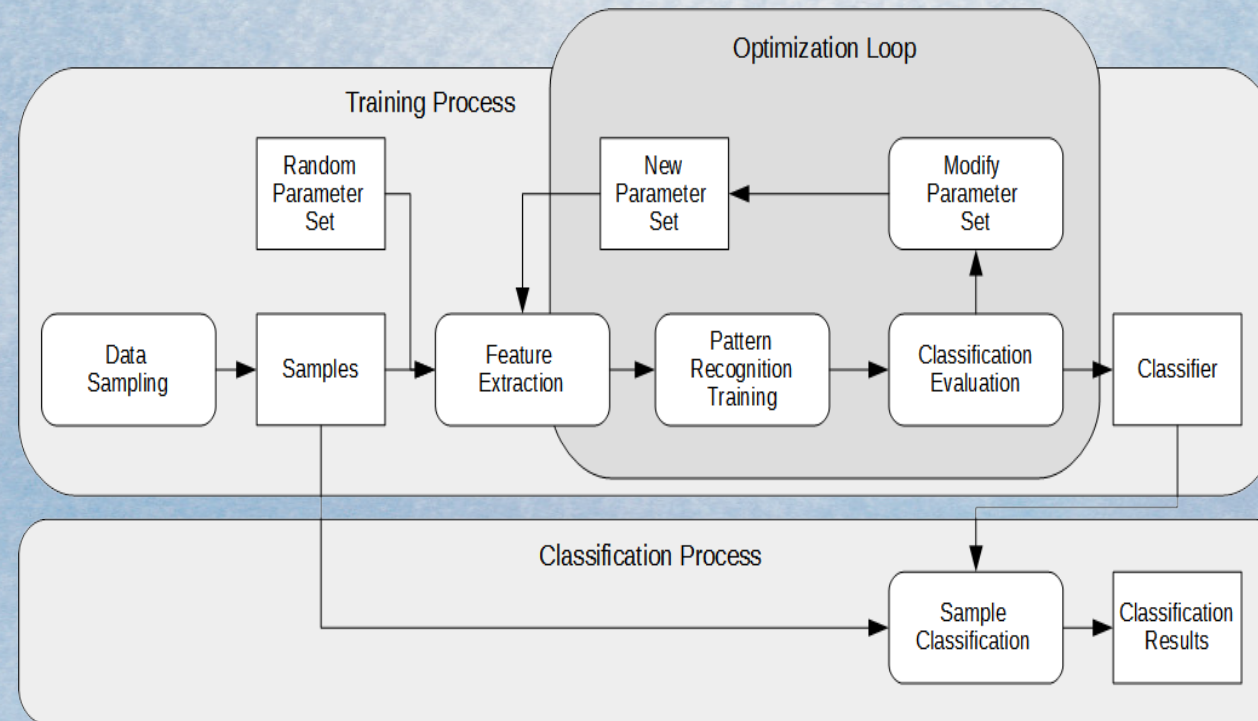 Optimization Loop
Training Process
Random
Parameter
Set
New
Parameter
Set
Modify
Parameter
Set
Data
Sampling
Samples
Feature
Extraction
Pattern
Recognition
Training
Classification
Evaluation
Classifier
Classification Process
Sample
Classification
Classification
Results